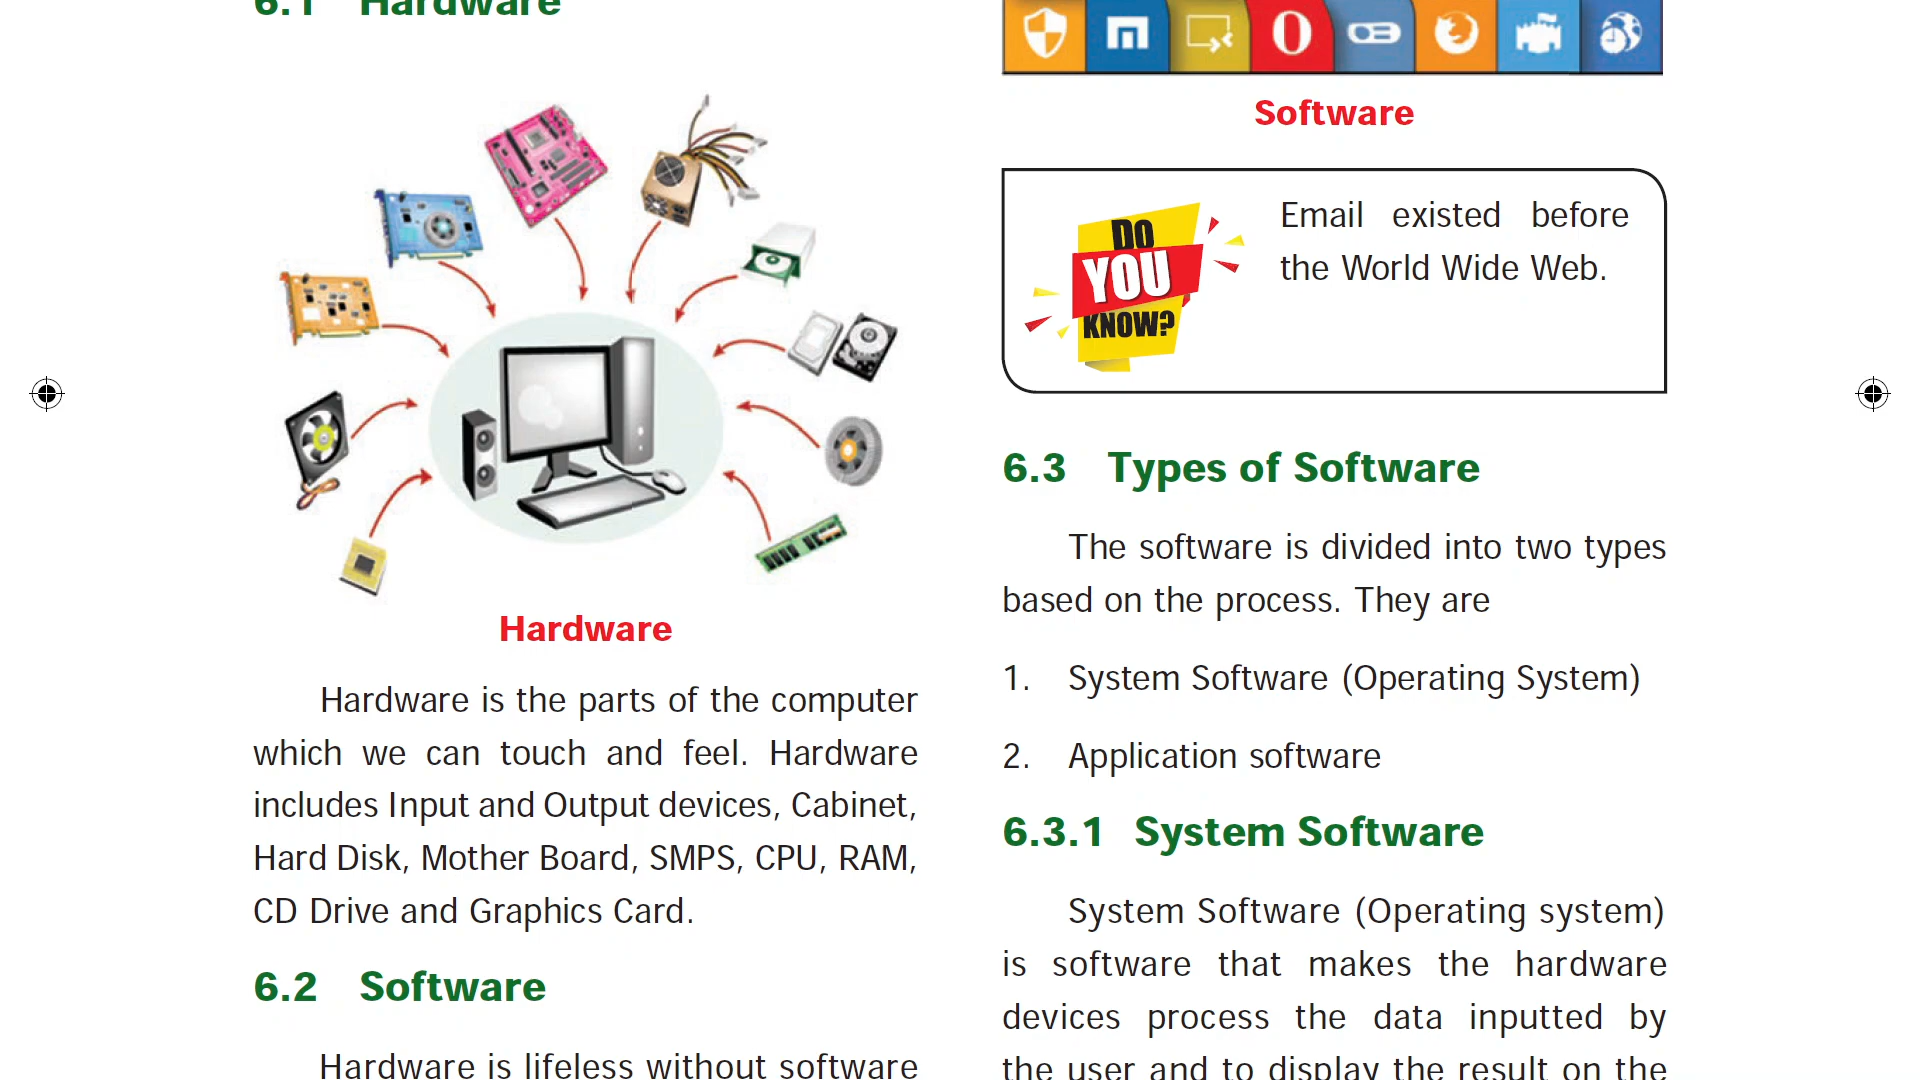 6.1 Hardware
Hardware
Hardware is the parts of the computer
which we can touch and feel. Hardware
includes Input and Output devices, Cabinet,
Hard Disk, Mother Board, SMPS, CPU, RAM,
CD Drive and Graphics Card.
6.2 Software
Hardware is lifeless without software
Software
DO
YOU
KNOW?
Email existed before
the World Wide Web.
6.3 Types of Software
The software is divided into two types
based on the process. They are
1. System Software (Operating System)
2. Application software
6.3.1 System Software
System Software (Operating system)
is software that makes the hardware
devices process the data inputted by
the user and to display the result on the